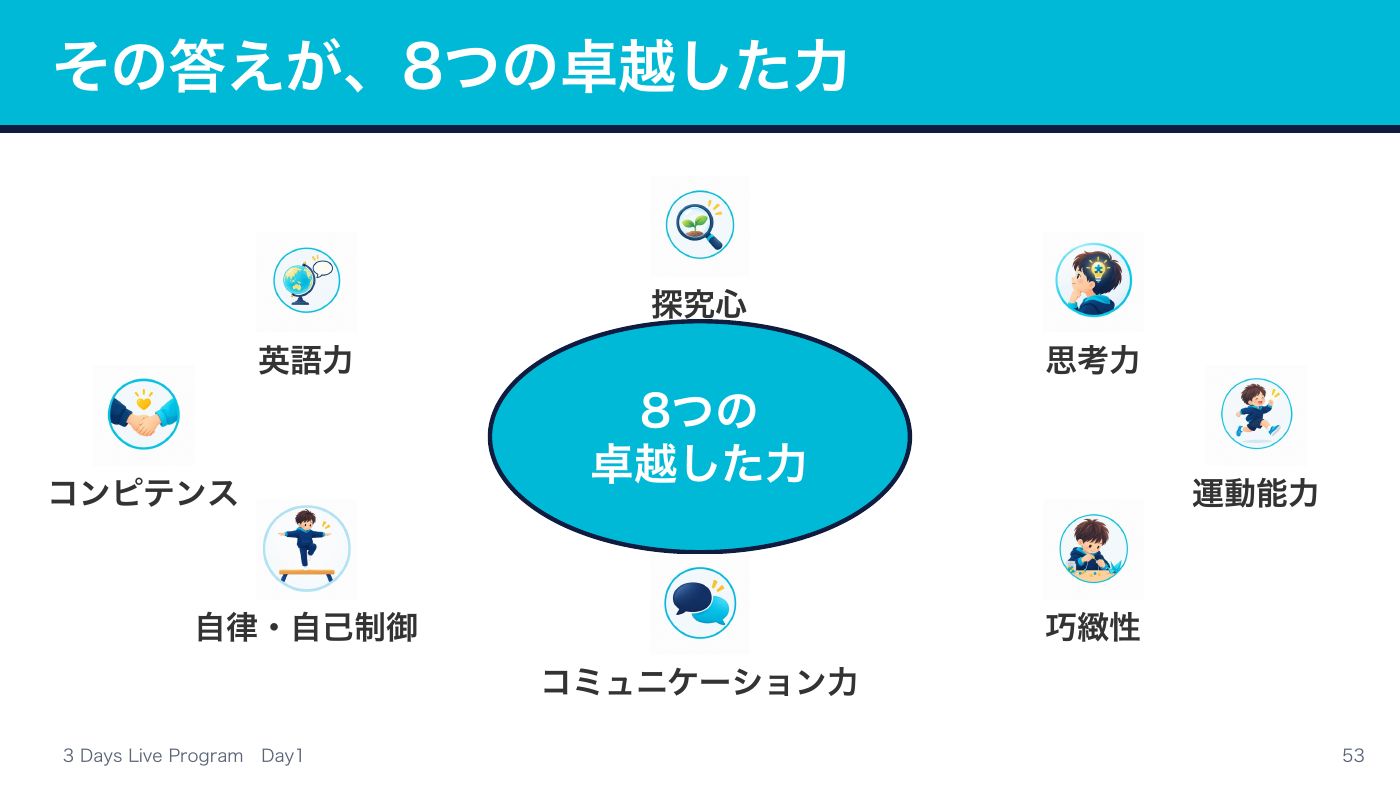 その答えが、8つの卓越した力
探究心
英語力
思考力
コンピテンス
8つの
卓越した力
運動能力
自律・自己制御
巧緻性
コミュニケーション力
3 Days Live Program　Day1
53